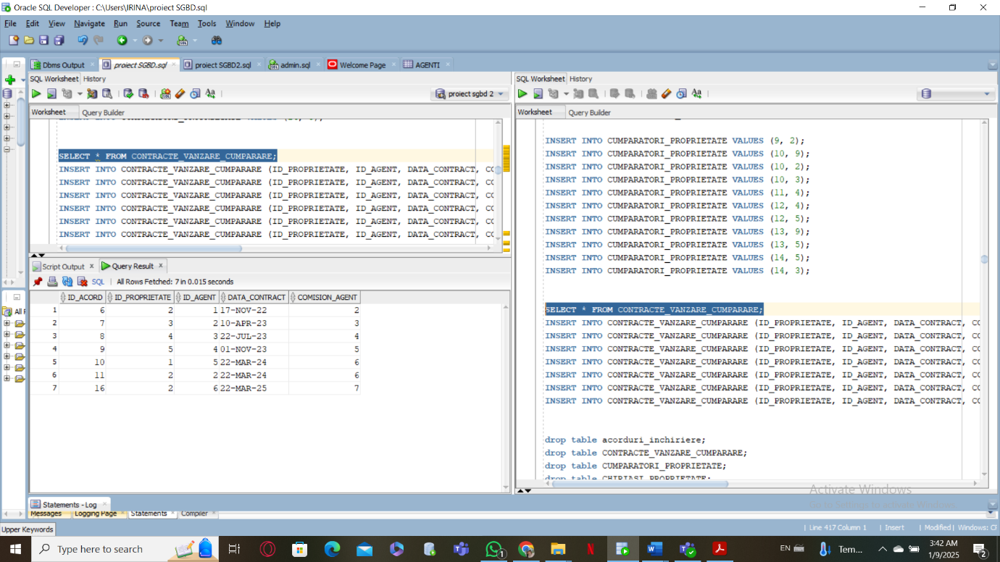 Oracle SQL Developer : C:\Users\IRINA\proiect SGBD.sql
File Edit View Navigate Run Source Team Tools Window Help
Dbms Output proiect SGBD.sql proiect SGBD2.sql admin.sql Welcome Page AGENTI
SQL Worksheet History
proiect sgbd 2
Worksheet Query Builder
SELECT * FROM CONTRACTE_VANZARE_CUMPARARE;
INSERT INTO CONTRACTE_VANZARE_CUMPARARE (ID_PROPRIETATE, ID_AGENT, DATA_CONTRACT, CO
INSERT INTO CONTRACTE_VANZARE_CUMPARARE (ID_PROPRIETATE, ID_AGENT, DATA_CONTRACT, CO
INSERT INTO CONTRACTE_VANZARE_CUMPARARE (ID_PROPRIETATE, ID_AGENT, DATA_CONTRACT, CO
INSERT INTO CONTRACTE_VANZARE_CUMPARARE (ID_PROPRIETATE, ID_AGENT, DATA_CONTRACT, CO
INSERT INTO CONTRACTE_VANZARE_CUMPARARE (ID_PROPRIETATE, ID_AGENT, DATA_CONTRACT, CO
INSERT INTO CONTRACTE_VANZARE_CUMPARARE (ID_PROPRIETATE, ID_AGENT, DATA_CONTRACT, CO
Script Output x Query Result x
SQL | All Rows Fetched: 7 in 0.015 seconds
ID_ACORD ID_PROPRIETATE ID_AGENT DATA_CONTRACT COMISION_AGENT
1 6 2 1 17-NOV-22 2
2 7 3 2 10-APR-23 3
3 8 4 3 22-JUL-23 4
4 9 5 4 01-NOV-23 5
5 10 1 5 22-MAR-24 6
6 11 2 2 22-MAR-24 6
7 16 2 6 22-MAR-25 7
SQL Worksheet History
Worksheet Query Builder
INSERT INTO CUMPARATORI_PROPRIETATE VALUES (9, 2);
INSERT INTO CUMPARATORI_PROPRIETATE VALUES (10, 9);
INSERT INTO CUMPARATORI_PROPRIETATE VALUES (10, 2);
INSERT INTO CUMPARATORI_PROPRIETATE VALUES (10, 3);
INSERT INTO CUMPARATORI_PROPRIETATE VALUES (11, 4);
INSERT INTO CUMPARATORI_PROPRIETATE VALUES (12, 4);
INSERT INTO CUMPARATORI_PROPRIETATE VALUES (12, 5);
INSERT INTO CUMPARATORI_PROPRIETATE VALUES (13, 9);
INSERT INTO CUMPARATORI_PROPRIETATE VALUES (13, 5);
INSERT INTO CUMPARATORI_PROPRIETATE VALUES (14, 5);
INSERT INTO CUMPARATORI_PROPRIETATE VALUES (14, 3);
SELECT * FROM CONTRACTE_VANZARE_CUMPARARE;
INSERT INTO CONTRACTE_VANZARE_CUMPARARE (ID_PROPRIETATE, ID_AGENT, DATA_CONTRACT, CO
INSERT INTO CONTRACTE_VANZARE_CUMPARARE (ID_PROPRIETATE, ID_AGENT, DATA_CONTRACT, CO
INSERT INTO CONTRACTE_VANZARE_CUMPARARE (ID_PROPRIETATE, ID_AGENT, DATA_CONTRACT, CO
INSERT INTO CONTRACTE_VANZARE_CUMPARARE (ID_PROPRIETATE, ID_AGENT, DATA_CONTRACT, CO
INSERT INTO CONTRACTE_VANZARE_CUMPARARE (ID_PROPRIETATE, ID_AGENT, DATA_CONTRACT, CO
INSERT INTO CONTRACTE_VANZARE_CUMPARARE (ID_PROPRIETATE, ID_AGENT, DATA_CONTRACT, CO
INSERT INTO CONTRACTE_VANZARE_CUMPARARE (ID_PROPRIETATE, ID_AGENT, DATA_CONTRACT, CO
drop table acorduri_inchiriere;
drop table CONTRACTE_VANZARE_CUMPARARE;
drop table CUMPARATORI_PROPRIETATE;
drop table CHIRIASI_PROPRIETATE;
Activate Windows
Go to Settings to activate Windows.
All R
Statements - Log
Messages Logging Page Statements Compiler
Upper Keywords
Line 417 Column 1 | Insert | Modified | Windows: C
Type here to search
1
EN
Tem...
3:42 AM
1/9/2025
2